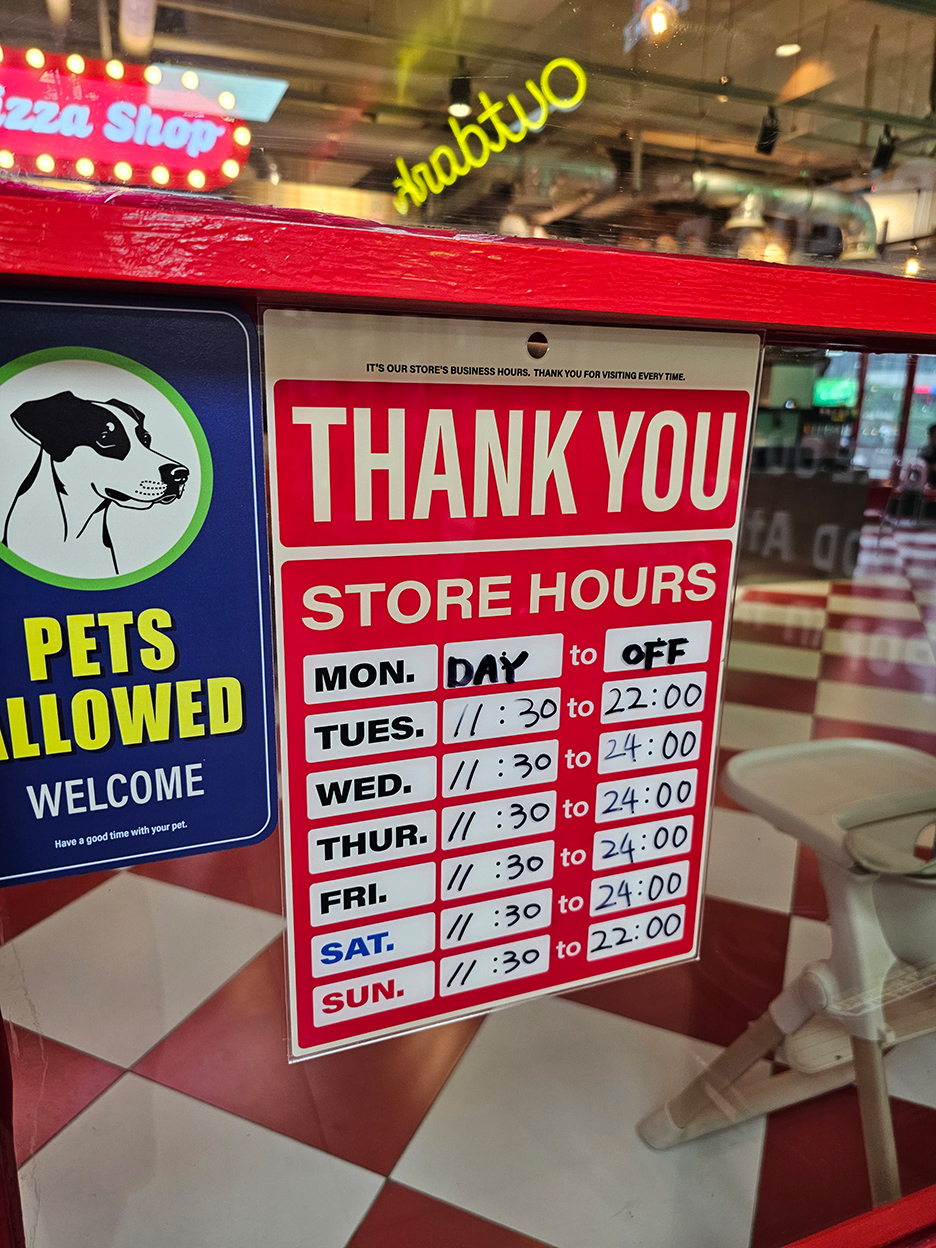 izza Shop
outdark
IT'S OUR STORE'S BUSINESS HOURS. THANK YOU FOR VISITING EVERY TIME.
THANK YOU
STORE HOURS
MON. DAY to OFF
TUES. 11:30 to 22:00
WED. 11:30 to 24:00
THUR. 11:30 to 24:00
FRI. 11:30 to 24:00
SAT. 11:30 to 24:00
SUN. 11:30 to 22:00
PETS
ALLOWED
WELCOME
Have a good time with your pet.